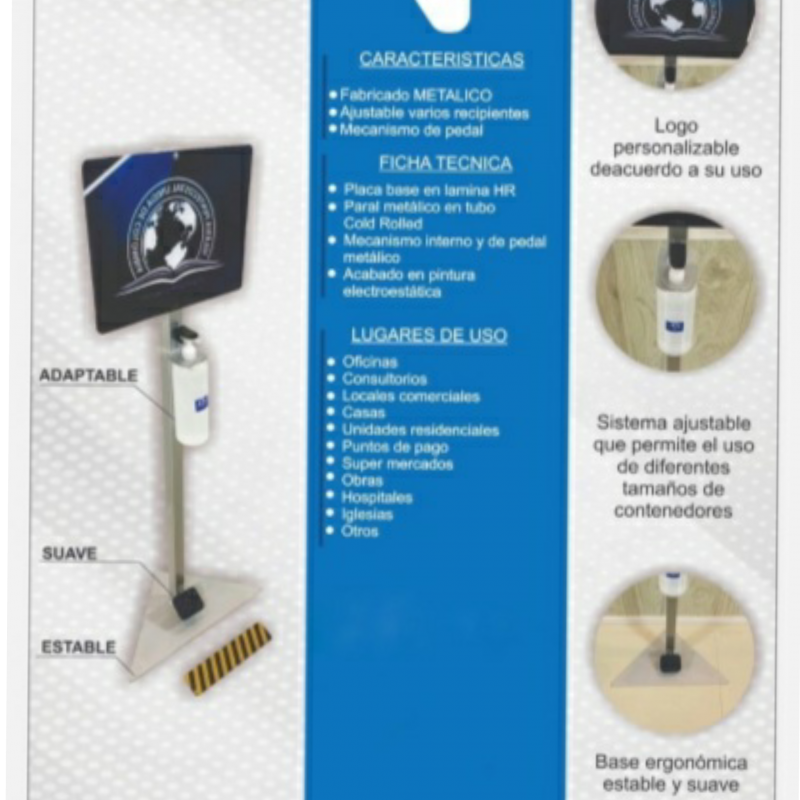 ADAPTABLE
SUAVE
ESTABLE
CARACTERISTICAS
• Fabricado METALICO
• Ajustable varios recipientes
• Mecanismo de pedal
FICHA TECNICA
• Placa base en lamina HR
• Paral metálico en tubo
Cold Rolled
• Mecanismo interno y de pedal
metálico
• Acabado en pintura
electroestática
LUGARES DE USO
• Oficinas
• Consultorios
• Locales comerciales
• Casas
• Unidades residenciales
• Puntos de pago
• Super mercados
• Obras
• Hospitales
• Iglesias
• Otros
Logo
personalizable
deacuerdo a su uso
Sistema ajustable
que permite el uso
de diferentes
tamaños de
contenedores
Base ergonómica
estable y suave